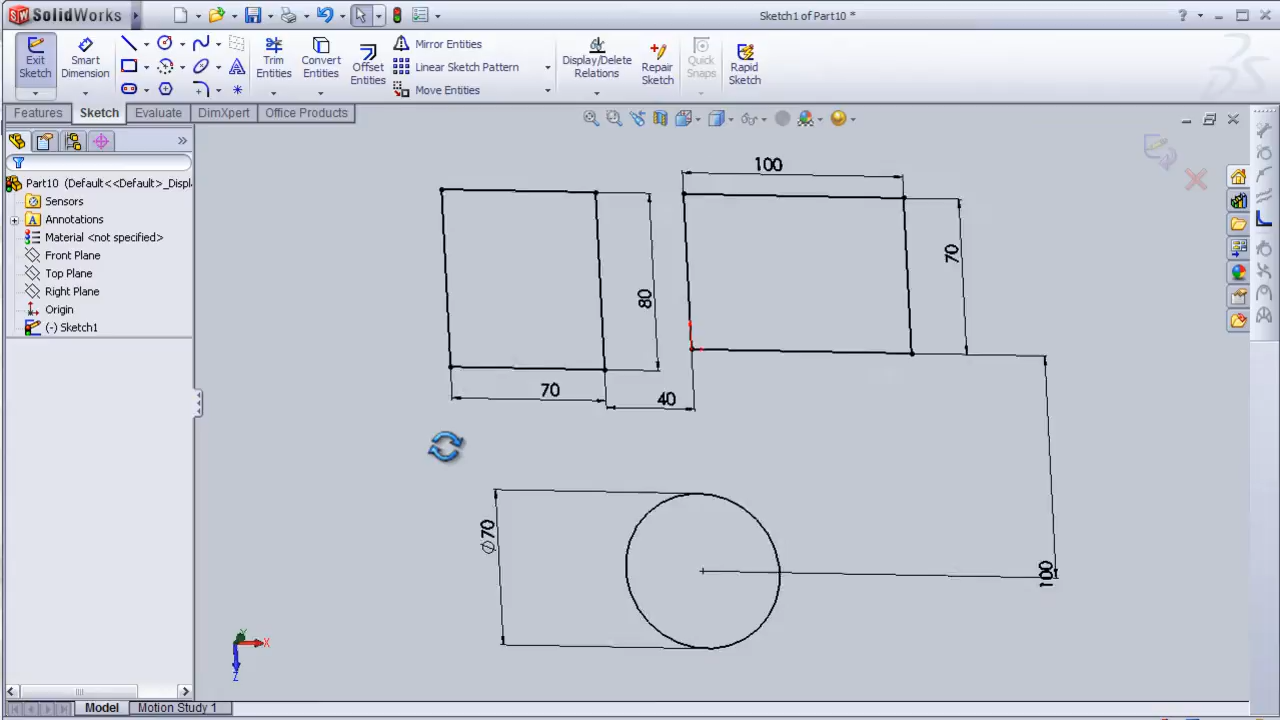 SolidWorks
Sketch1 of Part10 *
Exit Sketch
Smart Dimension
Trim Entities
Convert Entities
Offset Entities
Mirror Entities
Linear Sketch Pattern
Move Entities
Display/Delete Relations
Repair Sketch
Quick Snaps
Rapid Sketch
Features
Sketch
Evaluate
DimXpert
Office Products
Part10 (Default<<Default>_Displ
Sensors
Annotations
Material <not specified>
Front Plane
Top Plane
Right Plane
Origin
(-) Sketch1
100
70
80
70
40
∅70
100
Y
X
Z
Model
Motion Study 1